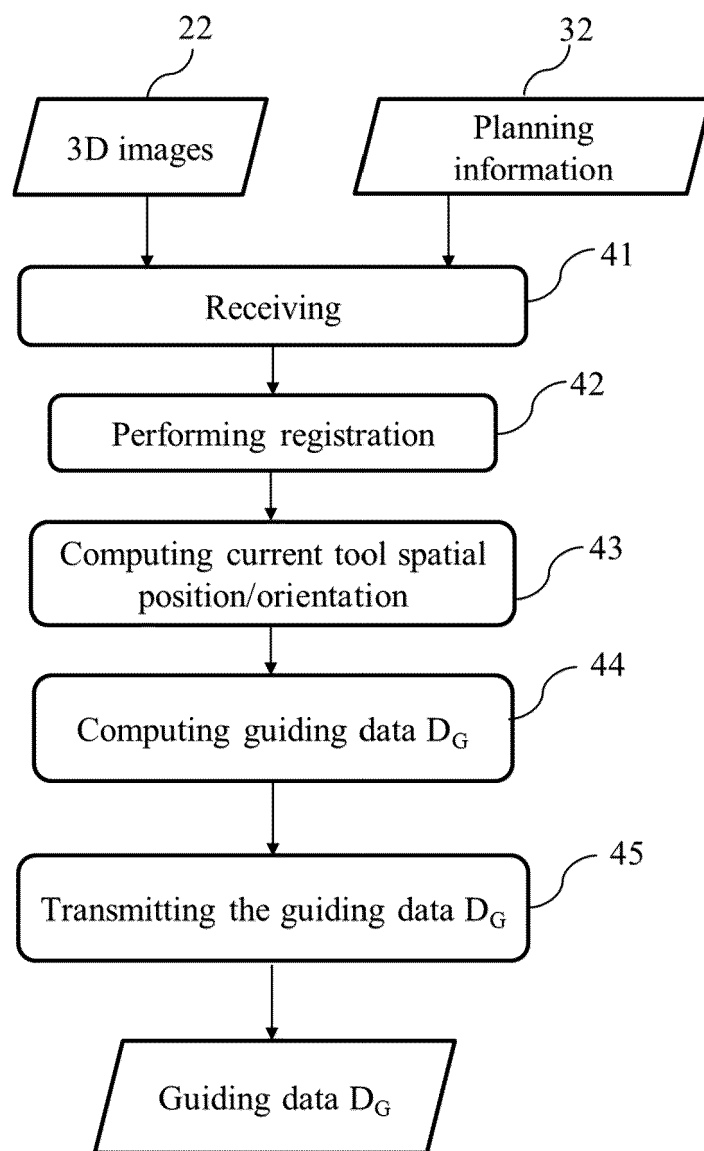 22
32
3D images
Planning
information
41
Receiving
42
Performing registration
43
Computing current tool spatial
position/orientation
44
Computing guiding data D_G
45
Transmitting the guiding data D_G
Guiding data D_G